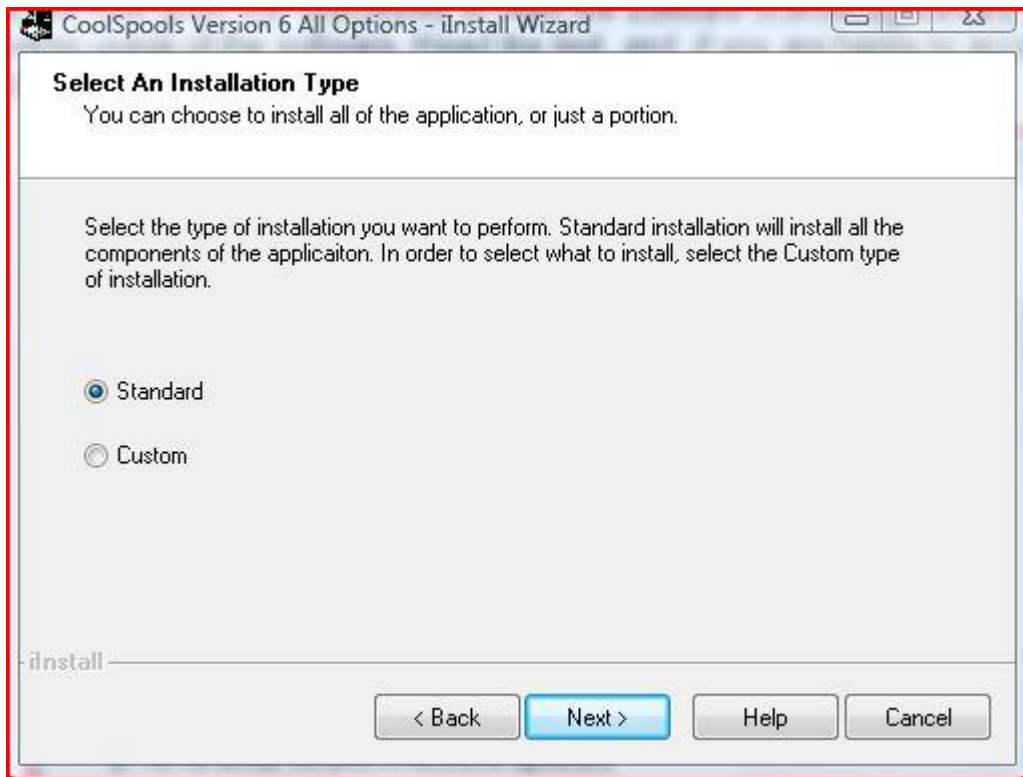 CoolSpools Version 6 All Options - iInstall Wizard
Select An Installation Type
You can choose to install all of the application, or just a portion.
Select the type of installation you want to perform. Standard installation will install all the
components of the applicaiton. In order to select what to install, select the Custom type
of installation.
Standard
Custom
iInstall
< Back
Next >
Help
Cancel